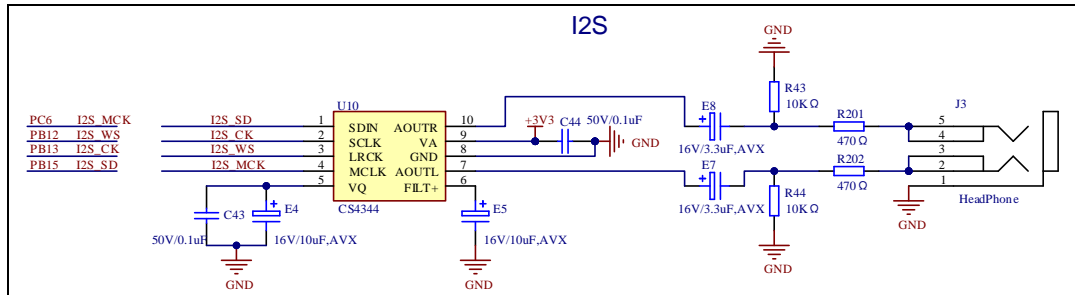 I2S
GND
R43
10KΩ
U10
E8
J3
PC6 I2S_MCK I2S_SD 1 SDIN AOUTR 10 +3V3 C44 50V/0.1uF R201 5
PB12 I2S_WS I2S_CK 2 SCLK VA 9 GND 16V/3.3uF,AVX 470Ω 4
PB13 I2S_CK I2S_WS 3 LRCK GND 8 E7 R202 3
PB15 I2S_SD I2S_MCK 4 MCLK AOUTL 7 2
5 VQ FILT+ 6 16V/3.3uF,AVX R44 470Ω 1
C43 E4 CS4344 E5 10KΩ HeadPhone
50V/0.1uF 16V/10uF,AVX 16V/10uF,AVX
GND GND GND GND